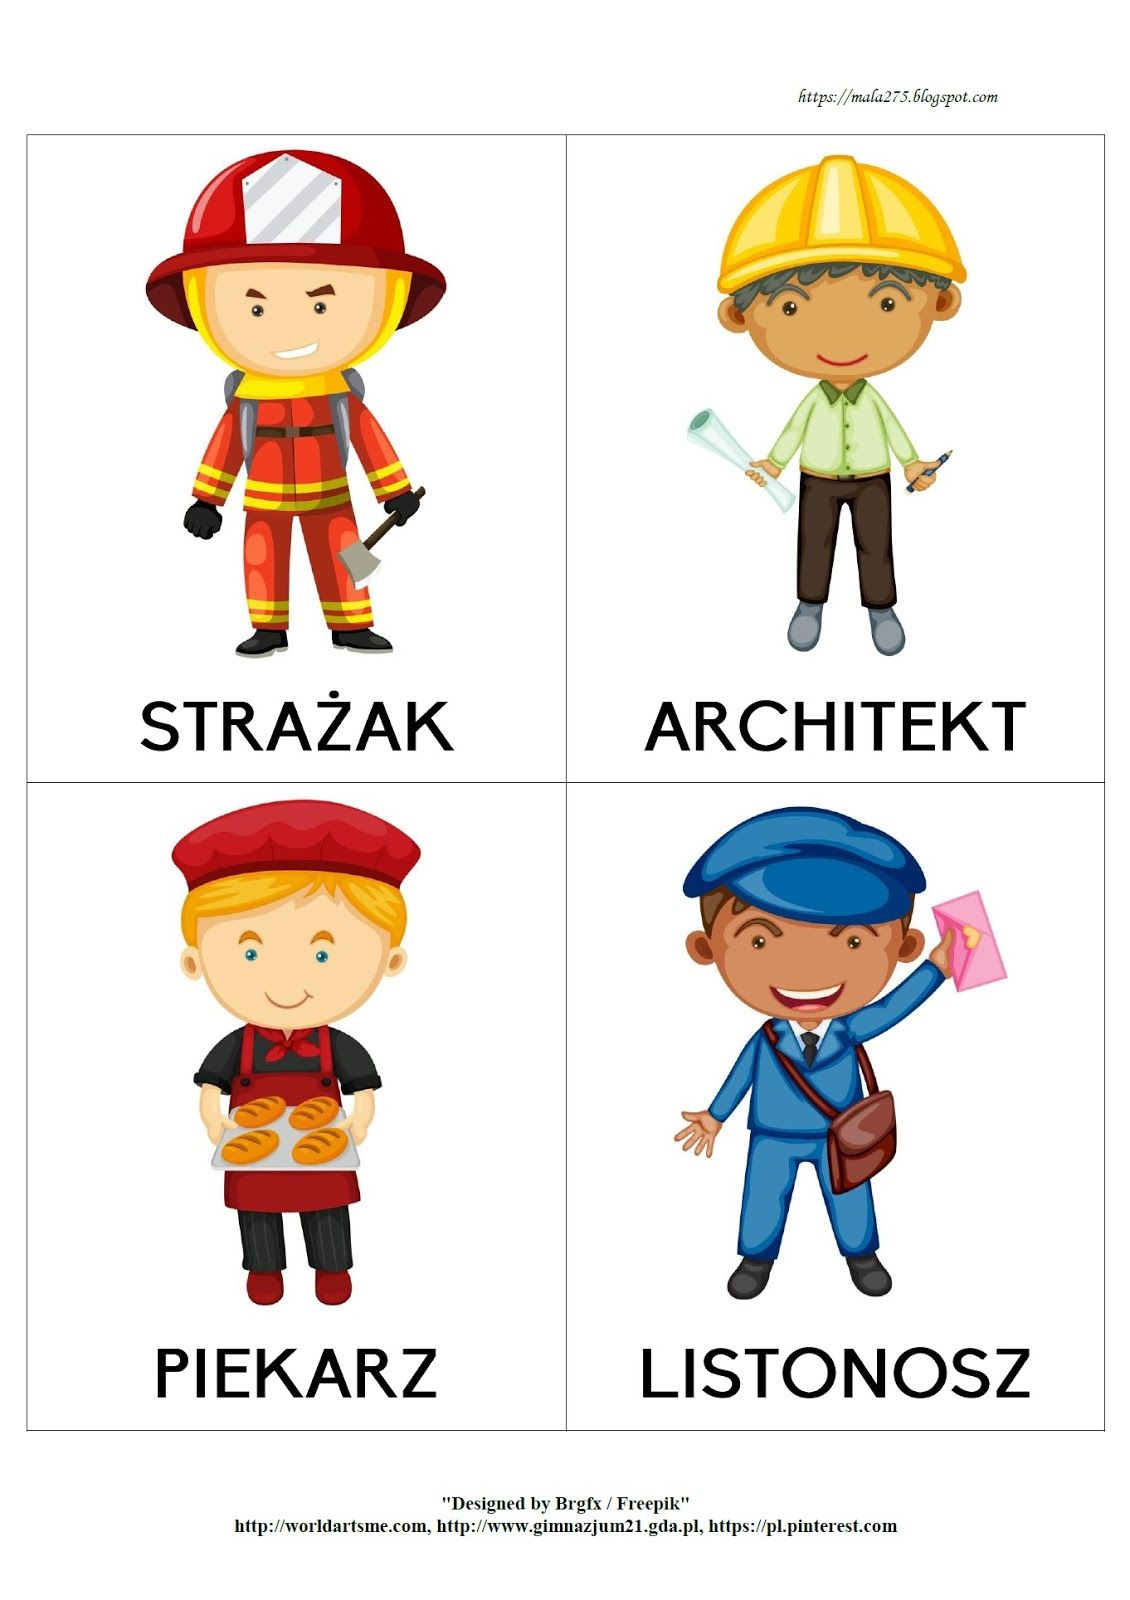 https://mala275.blogspot.com
STRAŻAK
ARCHITEKT
PIEKARZ
LISTONOSZ
"Designed by Brgfx / Freepik"
http://worldartsme.com, http://www.gimnazjum21.gda.pl, https://pl.pinterest.com